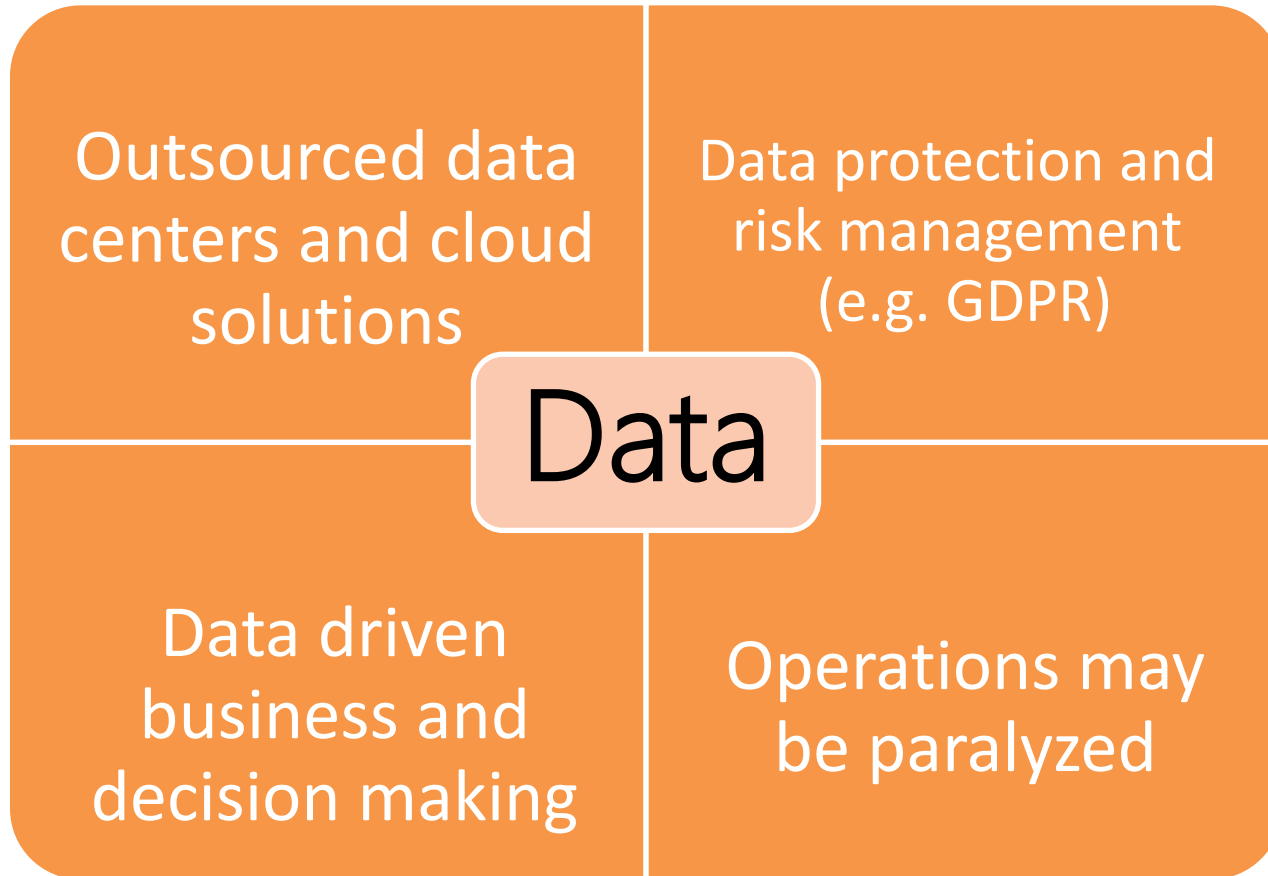 Outsourced data
centers and cloud
solutions
Data protection and
risk management
(e.g. GDPR)
Data
Data driven
business and
decision making
Operations may
be paralyzed